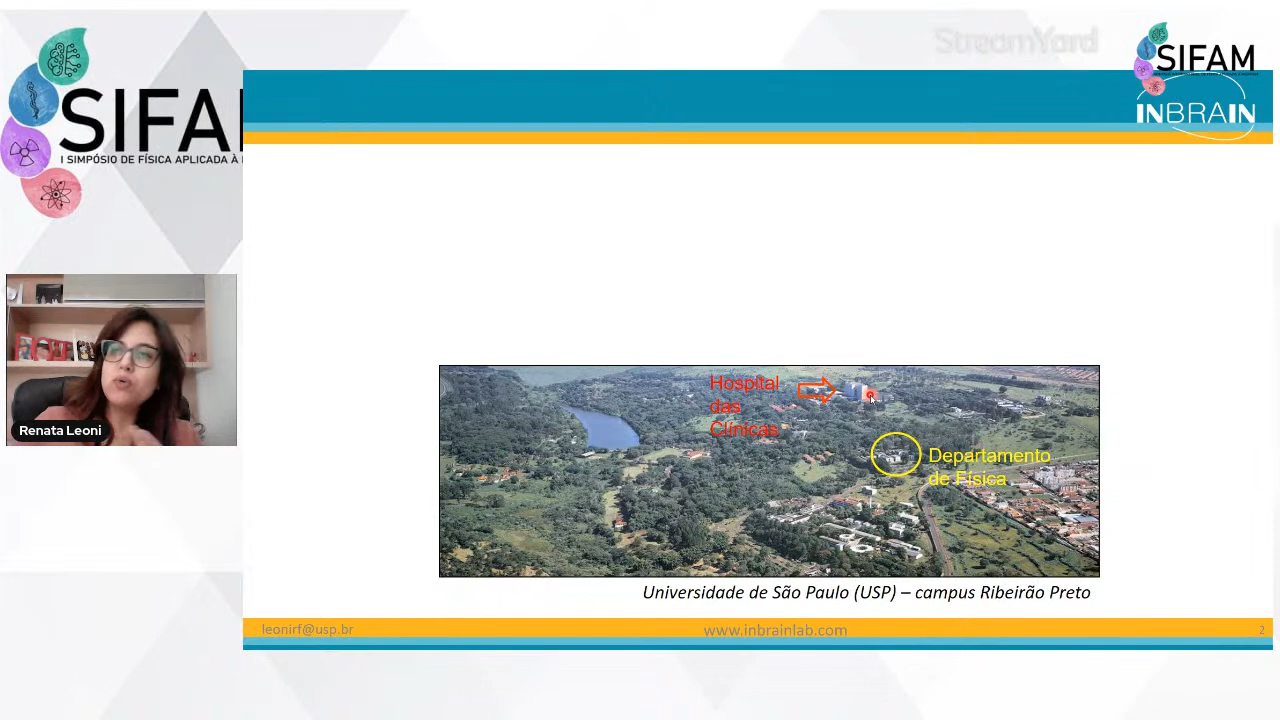 StreamYard
SIFAM
INBRAIN
SIFA
I SIMPÓSIO DE FÍSICA APLICADA À
Renata Leoni
Hospital
das
Clínicas
Departamento
de Física
Universidade de São Paulo (USP) – campus Ribeirão Preto
leonirf@usp.br
www.inbrainlab.com
2